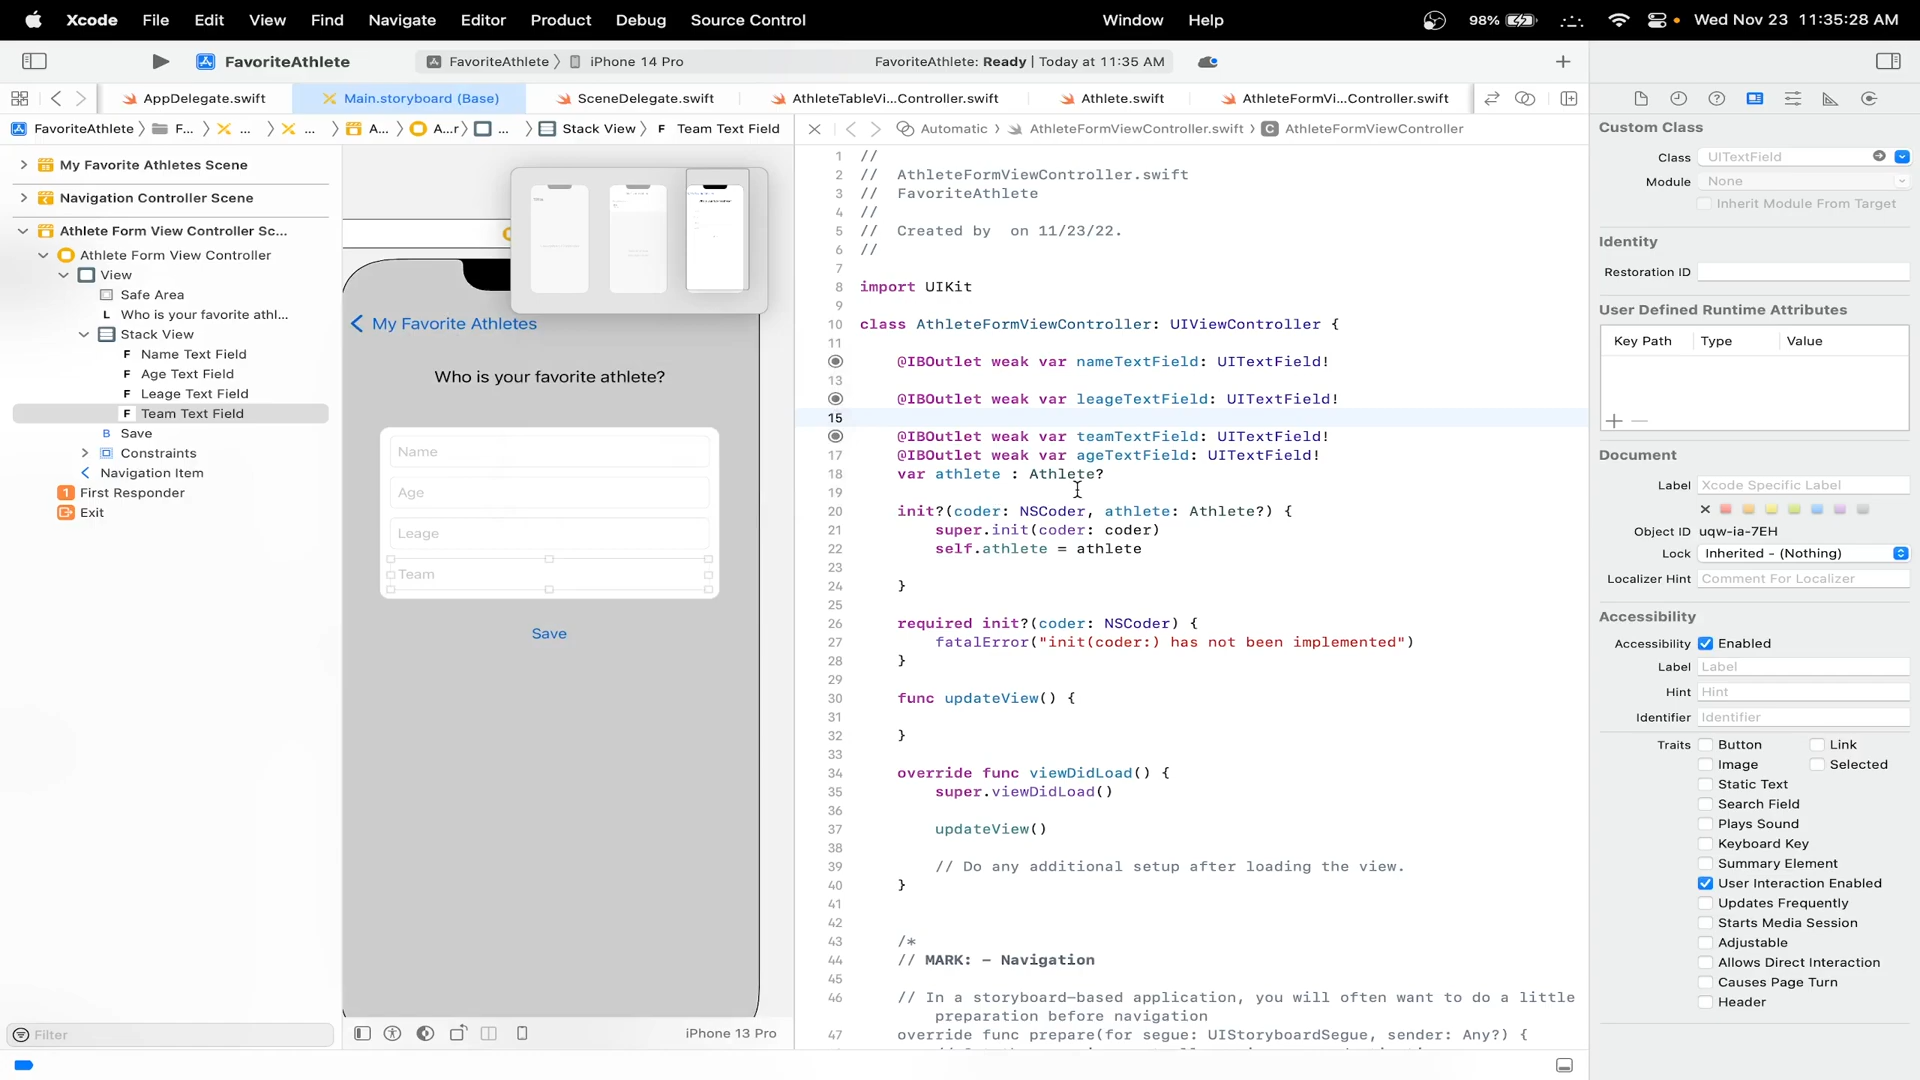 Xcode File Edit View Find Navigate Editor Product Debug Source Control Window Help 98% Wed Nov 23 11:35:28 AM
FavoriteAthlete FavoriteAthlete 〉 iPhone 14 Pro FavoriteAthlete: Ready | Today at 11:35 AM
AppDelegate.swift Main.storyboard (Base) SceneDelegate.swift AthleteTableVi...Controller.swift Athlete.swift AthleteFormVi...Controller.swift
FavoriteAthlete 〉 F... 〉 ... 〉 ... 〉 A... 〉 A...r 〉 ... 〉 Stack View 〉 F Team Text Field
Automatic 〉 AthleteFormViewController.swift 〉 C AthleteFormViewController
My Favorite Athletes Scene
Navigation Controller Scene
Athlete Form View Controller Sc...
Athlete Form View Controller
View
Safe Area
L Who is your favorite athl...
Stack View
F Name Text Field
F Age Text Field
F Leage Text Field
F Team Text Field
B Save
Constraints
Navigation Item
1 First Responder
Exit
Filter
My Favorite Athletes
Who is your favorite athlete?
Name
Age
Leage
Team
Save
iPhone 13 Pro
1 //
2 //  AthleteFormViewController.swift
3 //  FavoriteAthlete
4 //
5 //  Created by  on 11/23/22.
6 //
7
8 import UIKit
9
10 class AthleteFormViewController: UIViewController {
11
@IBOutlet weak var nameTextField: UITextField!
13
@IBOutlet weak var leageTextField: UITextField!
15
@IBOutlet weak var teamTextField: UITextField!
17 @IBOutlet weak var ageTextField: UITextField!
18 var athlete : Athlete?
19
20 init?(coder: NSCoder, athlete: Athlete?) {
21 super.init(coder: coder)
22 self.athlete = athlete
23
24 }
25
26 required init?(coder: NSCoder) {
27 fatalError("init(coder:) has not been implemented")
28 }
29
30 func updateView() {
31
32 }
33
34 override func viewDidLoad() {
35 super.viewDidLoad()
36
37 updateView()
38
39 // Do any additional setup after loading the view.
40 }
41
42
43 /*
44 // MARK: - Navigation
45
46 // In a storyboard-based application, you will often want to do a little
preparation before navigation
47 override func prepare(for segue: UIStoryboardSegue, sender: Any?) {
Custom Class
Class UITextField
Module None
Inherit Module From Target
Identity
Restoration ID
User Defined Runtime Attributes
Key Path Type Value
Document
Label Xcode Specific Label
Object ID uqw-ia-7EH
Lock Inherited - (Nothing)
Localizer Hint Comment For Localizer
Accessibility
Accessibility Enabled
Label Label
Hint Hint
Identifier Identifier
Traits Button Link
Image Selected
Static Text
Search Field
Plays Sound
Keyboard Key
Summary Element
User Interaction Enabled
Updates Frequently
Starts Media Session
Adjustable
Allows Direct Interaction
Causes Page Turn
Header